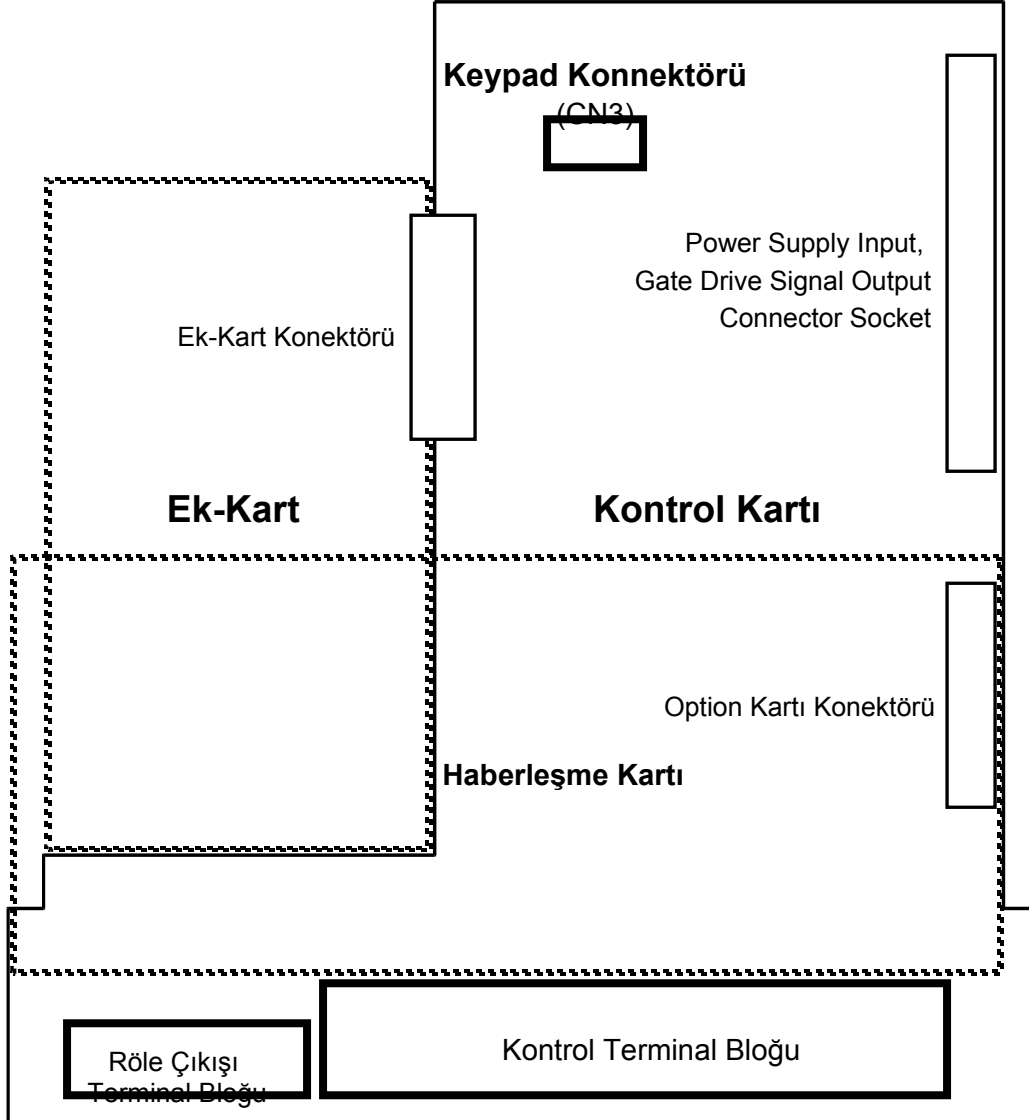 Keypad Konnektörü
(CN3)
Power Supply Input,
Gate Drive Signal Output
Connector Socket
Ek-Kart Konektörü
Ek-Kart
Kontrol Kartı
Option Kartı Konektörü
Haberleşme Kartı
Kontrol Terminal Bloğu
Röle Çıkışı
Terminal Bloğu